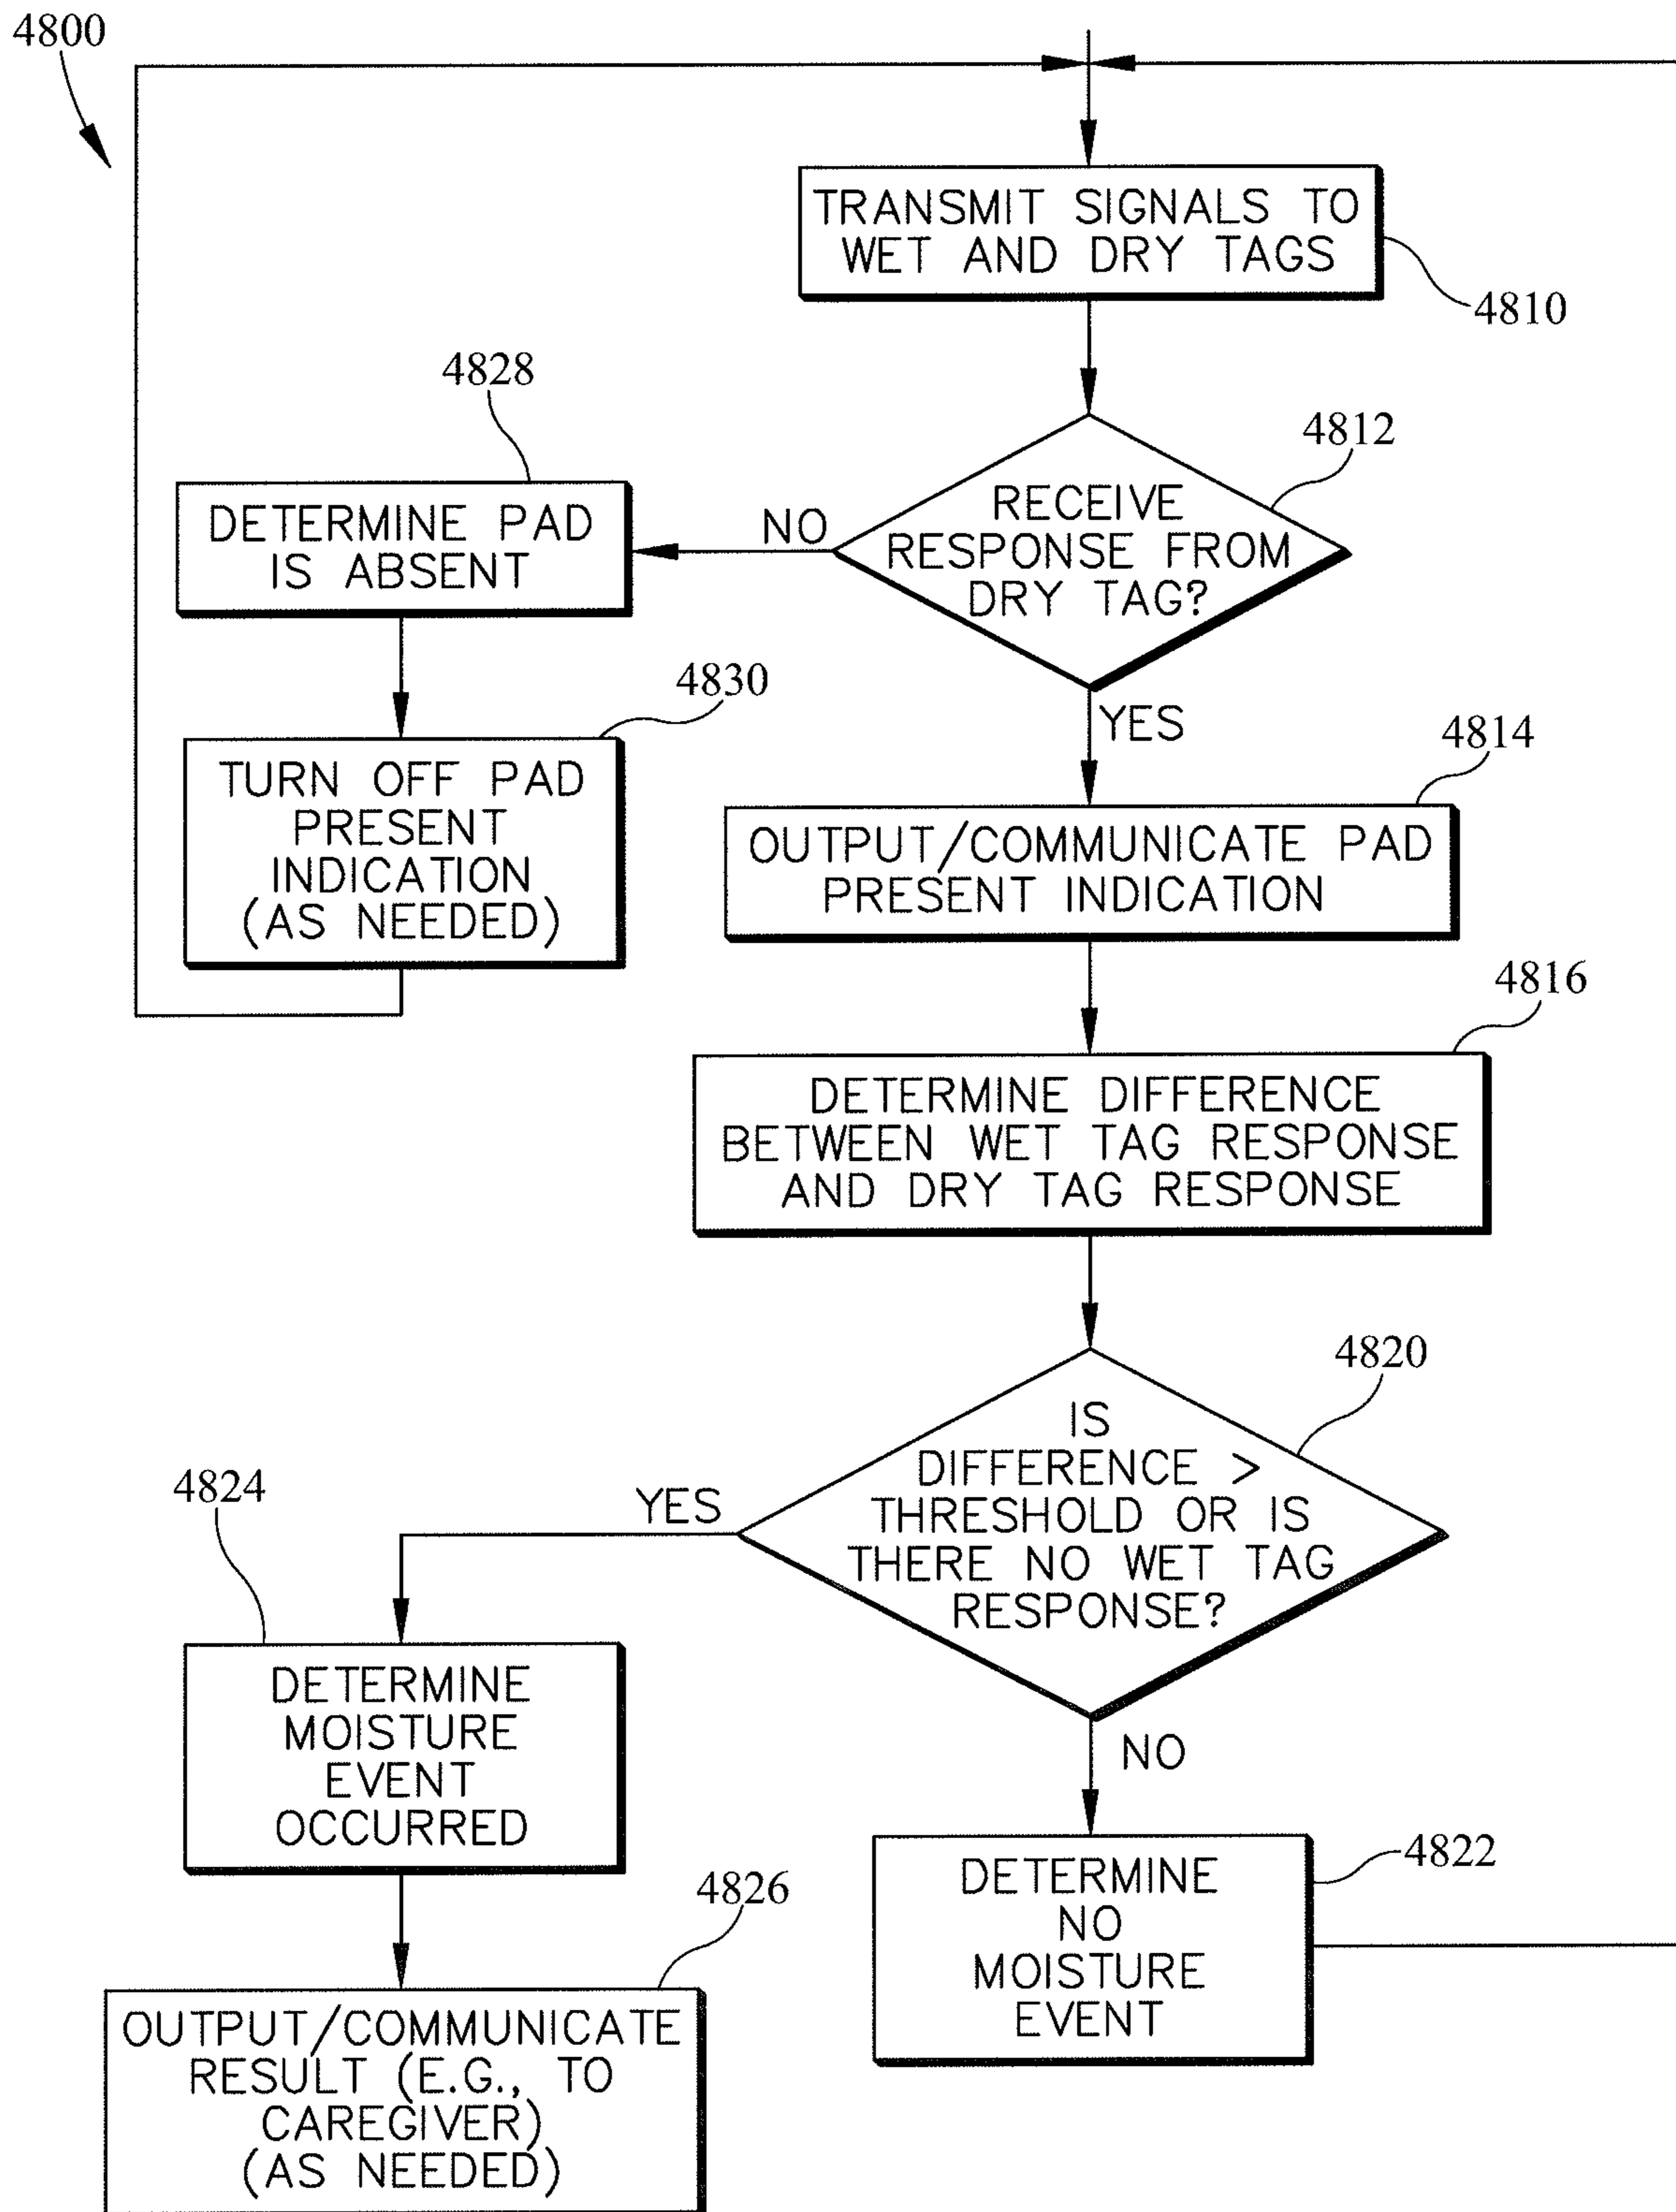 4800
TRANSMIT SIGNALS TO
WET AND DRY TAGS
4810
4828
4812
DETERMINE PAD
IS ABSENT
NO
RECEIVE
RESPONSE FROM
DRY TAG?
4830
YES
4814
TURN OFF PAD
PRESENT
INDICATION
(AS NEEDED)
OUTPUT/COMMUNICATE PAD
PRESENT INDICATION
4816
DETERMINE DIFFERENCE
BETWEEN WET TAG RESPONSE
AND DRY TAG RESPONSE
4820
IS
DIFFERENCE >
THRESHOLD OR IS
THERE NO WET TAG
RESPONSE?
4824
YES
DETERMINE
MOISTURE
EVENT
OCCURRED
NO
4822
DETERMINE
NO
MOISTURE
EVENT
4826
OUTPUT/COMMUNICATE
RESULT (E.G., TO
CAREGIVER)
(AS NEEDED)